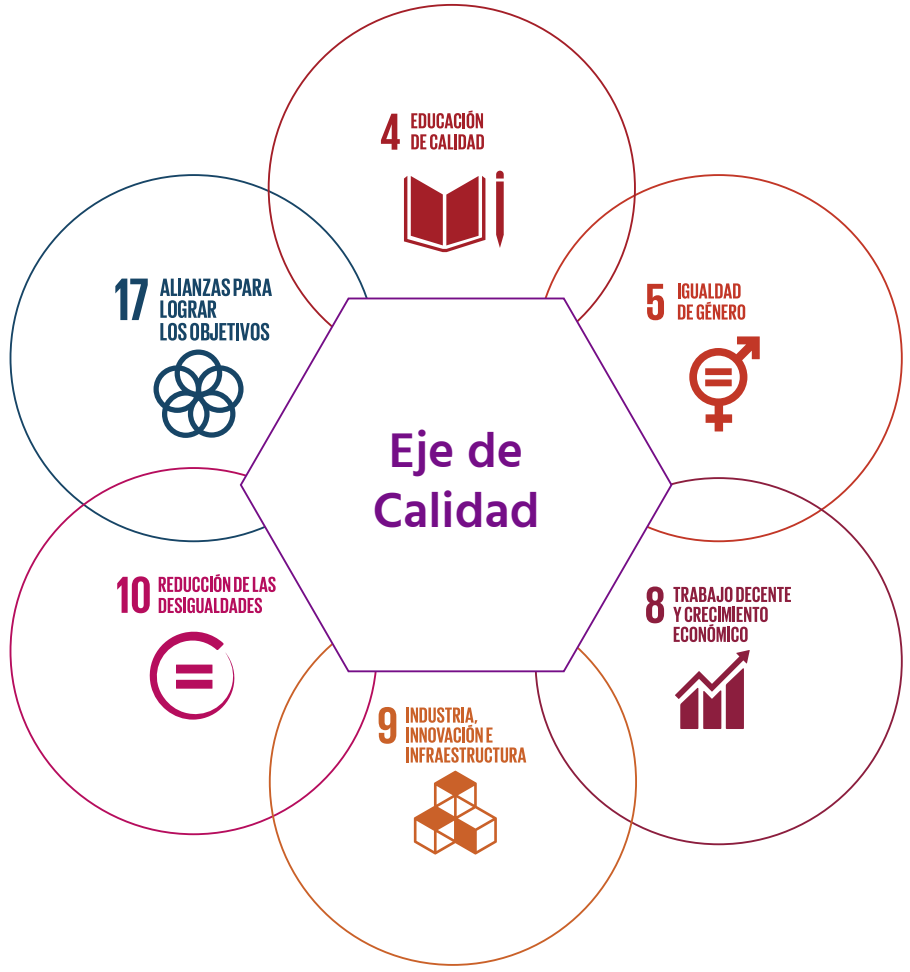 4 EDUCACIÓN
DE CALIDAD
5 IGUALDAD
DE GÉNERO
8 TRABAJO DECENTE
Y CRECIMIENTO
ECONÓMICO
9 INDUSTRIA,
INNOVACIÓN E
INFRAESTRUCTURA
10 REDUCCIÓN DE LAS
DESIGUALDADES
17 ALIANZAS PARA
LOGRAR
LOS OBJETIVOS
Eje de
Calidad